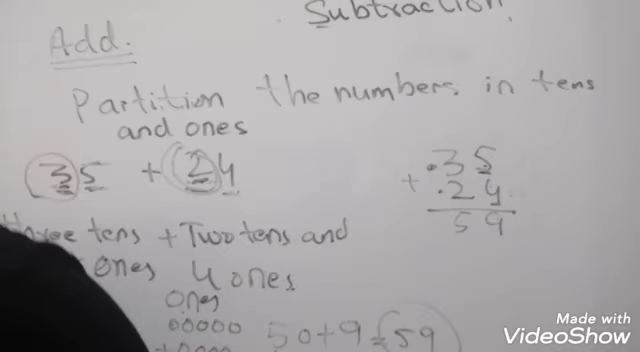 Subtraction.
Add.
Partition the numbers in tens
and ones
35 + 24
+ .35
.24
59
tens + Two tens and
ones 4 ones
Ones
00000
50+9=59
Made with
VideoShow